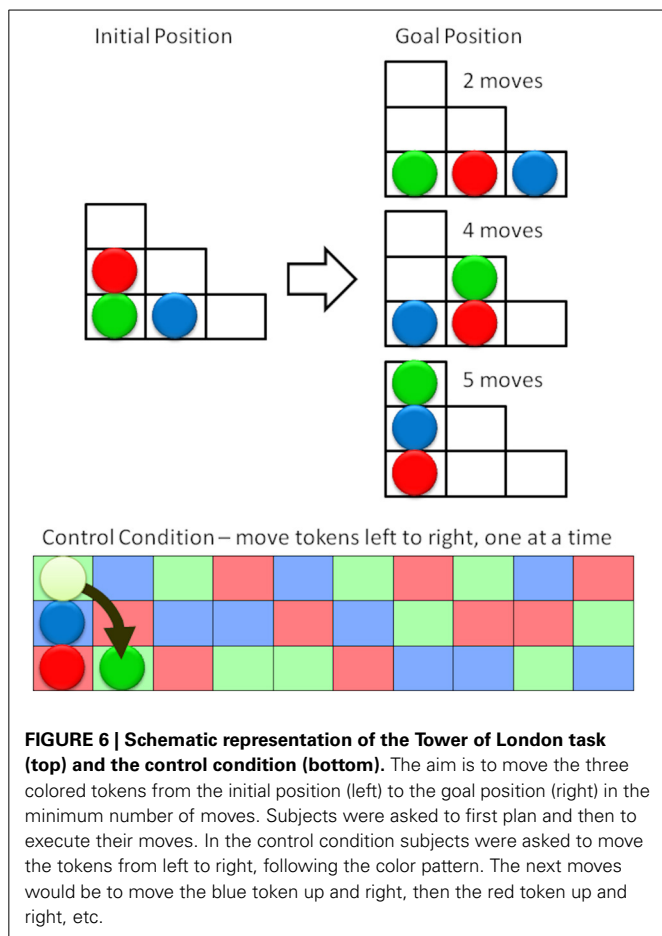 Initial Position
Goal Position
2 moves
4 moves
5 moves
Control Condition – move tokens left to right, one at a time
FIGURE 6 | Schematic representation of the Tower of London task
(top) and the control condition (bottom). The aim is to move the three
colored tokens from the initial position (left) to the goal position (right) in the
minimum number of moves. Subjects were asked to first plan and then to
execute their moves. In the control condition subjects were asked to move
the tokens from left to right, following the color pattern. The next moves
would be to move the blue token up and right, then the red token up and
right, etc.